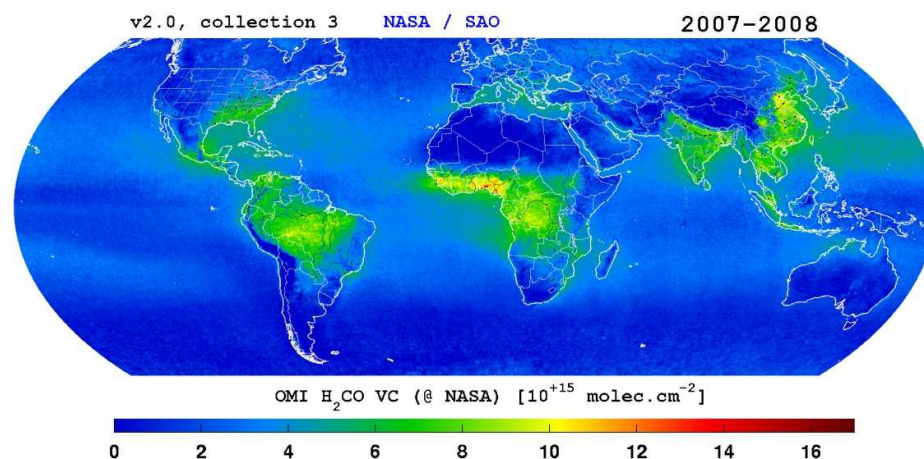 v2.0, collection 3 NASA / SAO 2007–2008
OMI H₂CO VC (@ NASA) [10⁺¹⁵ molec.cm⁻²]
0 2 4 6 8 10 12 14 16